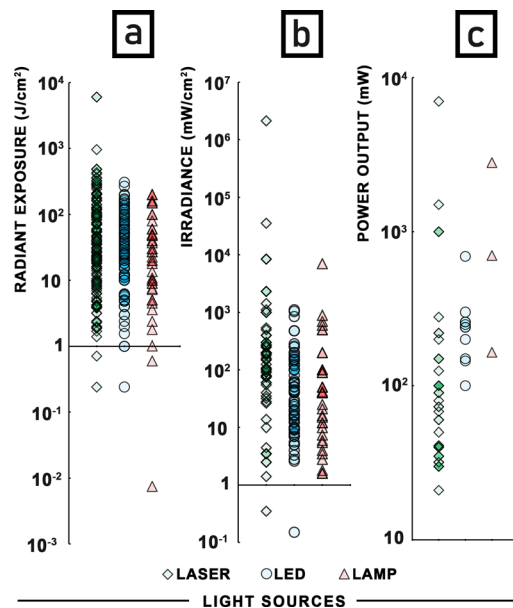 a
b
c
RADIANT EXPOSURE (J/cm²)
10⁴
10³
10²
10
1
10⁻¹
10⁻²
10⁻³
IRRADIANCE (mW/cm²)
10⁷
10⁶
10⁵
10⁴
10³
10²
10
1
10⁻¹
POWER OUTPUT (mW)
10⁴
10³
10²
10
LASER LED LAMP
LIGHT SOURCES